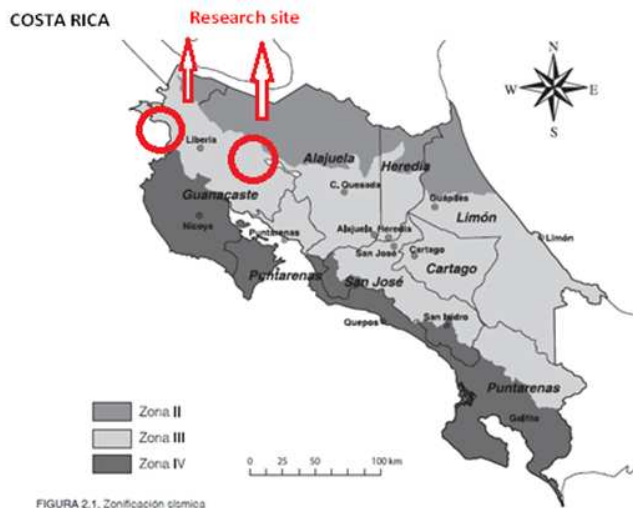 COSTA RICA
Research site
N
W E
S
Liberia
Alajuela
Heredia
C. Quesada
Guápiles
Guanacaste
Limón
Nicoya
Puntarenas
Alajuela Heredia
Limón
San José
Cartago
Puntarenas
San José
Cartago
Quepos
San Isidro
Puntarenas
Golfito
Zona II
Zona III
Zona IV
0 25 50 100 km
FIGURA 2.1. Zonificación sísmica